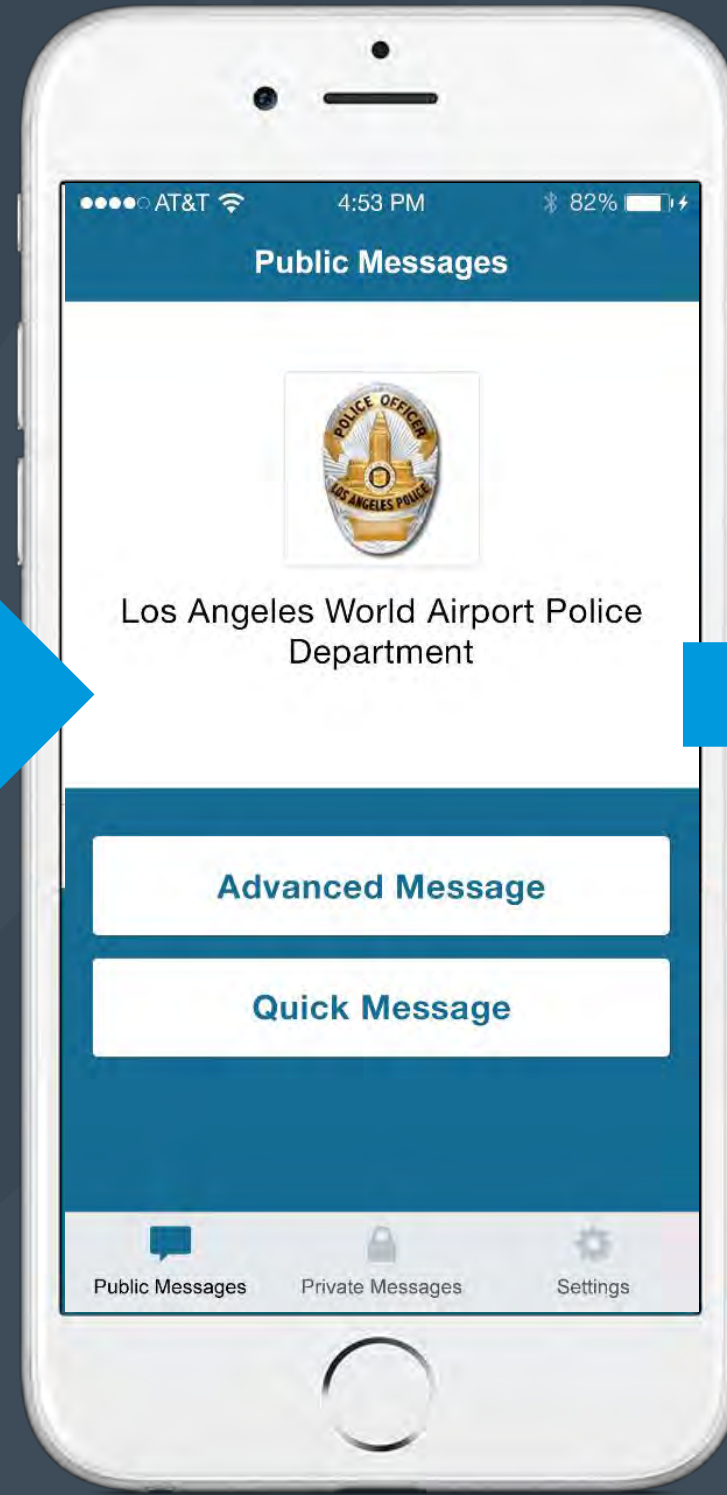 AT&T 4:53 PM 82%
Public Messages
POLICE OFFICER
LOS ANGELES POLICE
Los Angeles World Airport Police
Department
Advanced Message
Quick Message
Public Messages Private Messages Settings